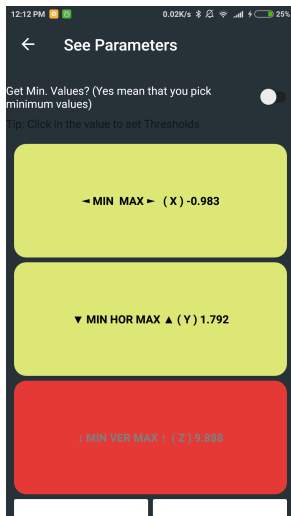 12:12 PM 0.02K/s 25%
See Parameters
Get Min. Values? (Yes mean that you pick
minimum values)
Tip: Click in the value to set Thresholds
◄ MIN MAX ► ( X ) -0.983
▼ MIN HOR MAX ▲ ( Y ) 1.792
↓ MIN VER MAX ↑ ( Z ) 9.888